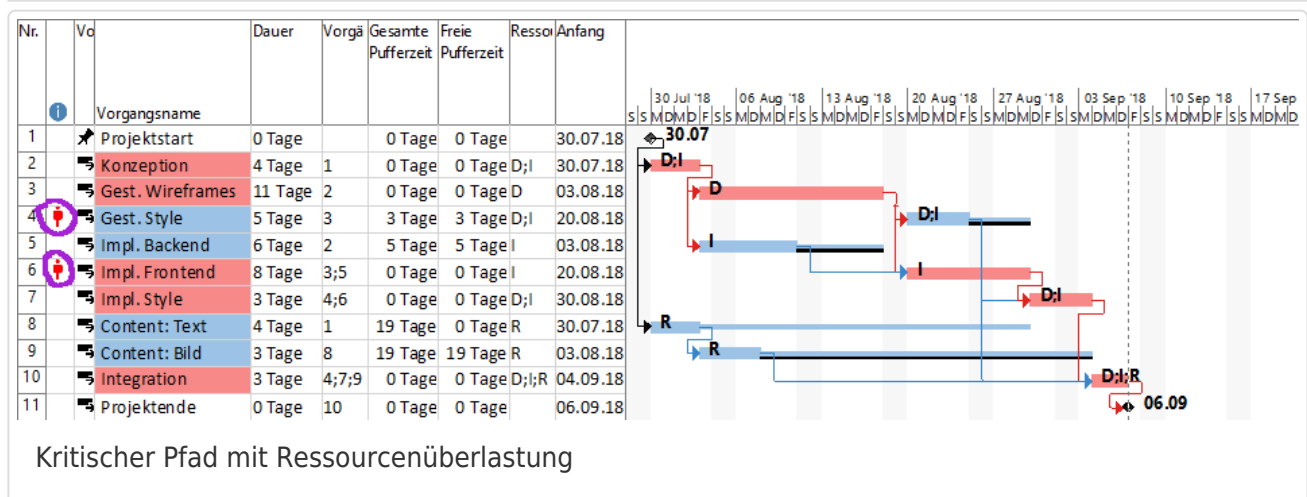 Nr. Vo Dauer Vorgä Gesamte Freie Ressou Anfang
Pufferzeit Pufferzeit
30 Jul '18 06 Aug '18 13 Aug '18 20 Aug '18 27 Aug '18 03 Sep '18 10 Sep '18 17 Sep
i Vorgangsname S S M D M D F S S M D M D F S S M D M D F S S M D M D F S S M D M D F S S M D M D F S S M D M D F S S M D M D
1 Projektstart 0 Tage 0 Tage 0 Tage 30.07.18 30.07
2 Konzeption 4 Tage 1 0 Tage 0 Tage D;I 30.07.18 D;I
3 Gest. Wireframes 11 Tage 2 0 Tage 0 Tage D 03.08.18 D
4 Gest. Style 5 Tage 3 3 Tage 3 Tage D;I 20.08.18 D;I
5 Impl. Backend 6 Tage 2 5 Tage 5 Tage I 03.08.18 I
6 Impl. Frontend 8 Tage 3;5 0 Tage 0 Tage I 20.08.18 I
7 Impl. Style 3 Tage 4;6 0 Tage 0 Tage D;I 30.08.18 D;I
8 Content: Text 4 Tage 1 19 Tage 0 Tage R 30.07.18 R
9 Content: Bild 3 Tage 8 19 Tage 19 Tage R 03.08.18 R
10 Integration 3 Tage 4;7;9 0 Tage 0 Tage D;I;R 04.09.18 D;I;R
11 Projektende 0 Tage 10 0 Tage 0 Tage 06.09.18 06.09
Kritischer Pfad mit Ressourcenüberlastung